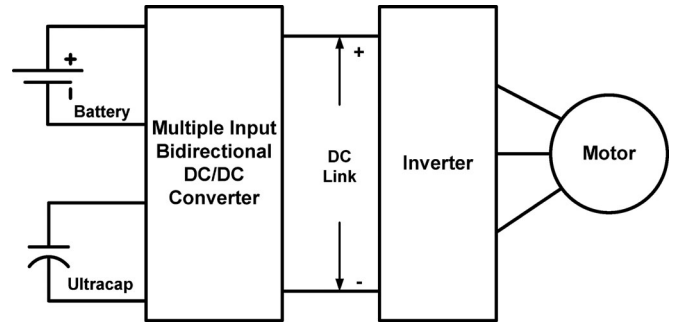 +
Battery
Multiple Input
Bidirectional
DC/DC
Converter
Ultracap
+
DC
Link
-
Inverter
Motor